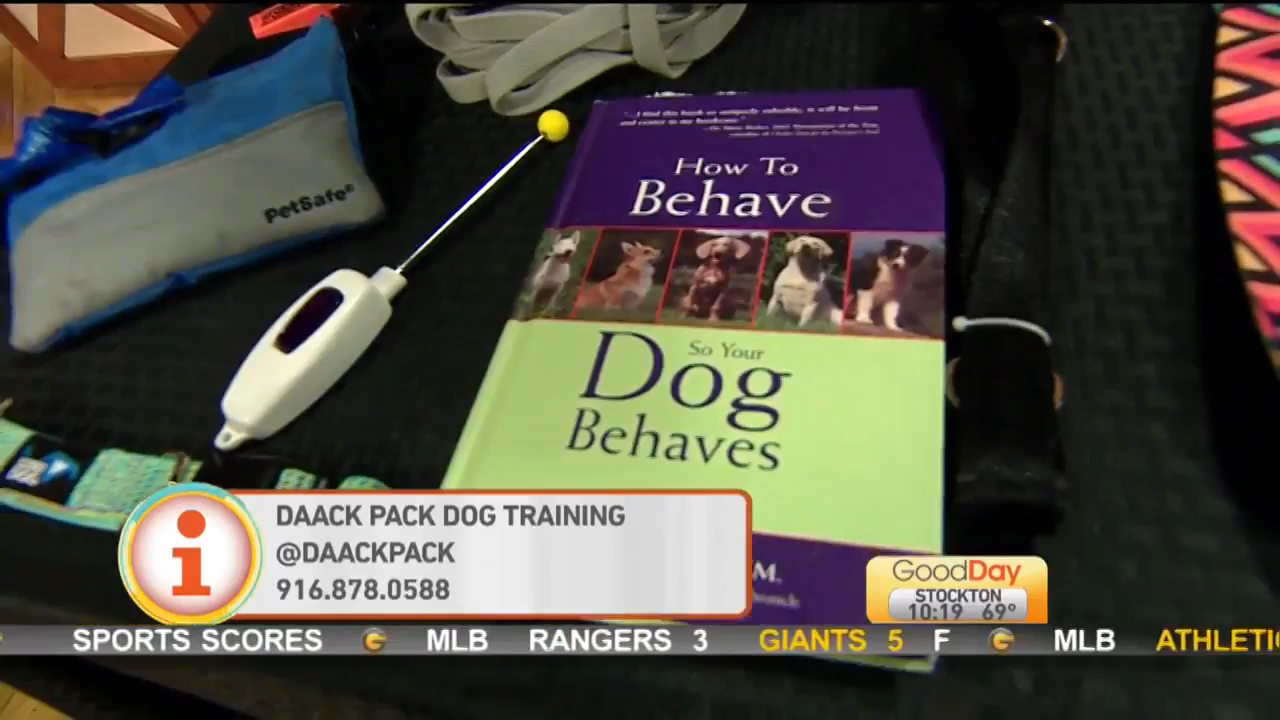 PetSafe®
How To
Behave
So Your
Dog
Behaves
M.
DAACK PACK DOG TRAINING
@DAACKPACK
916.878.0588
GoodDay
STOCKTON
10:19 69°
SPORTS SCORES MLB RANGERS 3 GIANTS 5 F MLB ATHLETI